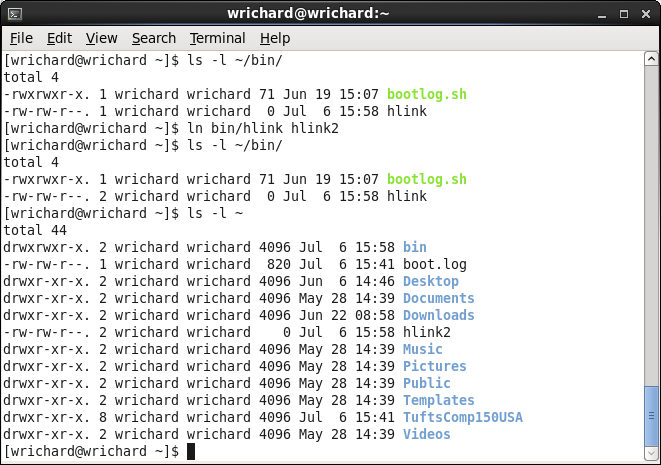 wrichard@wrichard:~
File Edit View Search Terminal Help
[wrichard@wrichard ~]$ ls -l ~/bin/
total 4
-rwxrwxr-x. 1 wrichard wrichard 71 Jun 19 15:07 bootlog.sh
-rw-rw-r--. 1 wrichard wrichard  0 Jul  6 15:58 hlink
[wrichard@wrichard ~]$ ln bin/hlink hlink2
[wrichard@wrichard ~]$ ls -l ~/bin/
total 4
-rwxrwxr-x. 1 wrichard wrichard 71 Jun 19 15:07 bootlog.sh
-rw-rw-r--. 2 wrichard wrichard  0 Jul  6 15:58 hlink
[wrichard@wrichard ~]$ ls -l ~
total 44
drwxrwxr-x. 2 wrichard wrichard 4096 Jul  6 15:58 bin
-rw-rw-r--. 1 wrichard wrichard  820 Jul  6 15:41 boot.log
drwxr-xr-x. 2 wrichard wrichard 4096 Jun  6 14:46 Desktop
drwxr-xr-x. 2 wrichard wrichard 4096 May 28 14:39 Documents
drwxr-xr-x. 2 wrichard wrichard 4096 Jun 22 08:58 Downloads
-rw-rw-r--. 2 wrichard wrichard    0 Jul  6 15:58 hlink2
drwxr-xr-x. 2 wrichard wrichard 4096 May 28 14:39 Music
drwxr-xr-x. 2 wrichard wrichard 4096 May 28 14:39 Pictures
drwxr-xr-x. 2 wrichard wrichard 4096 May 28 14:39 Public
drwxr-xr-x. 2 wrichard wrichard 4096 May 28 14:39 Templates
drwxr-xr-x. 8 wrichard wrichard 4096 Jul  6 15:41 TuftsComp150USA
drwxr-xr-x. 2 wrichard wrichard 4096 May 28 14:39 Videos
[wrichard@wrichard ~]$